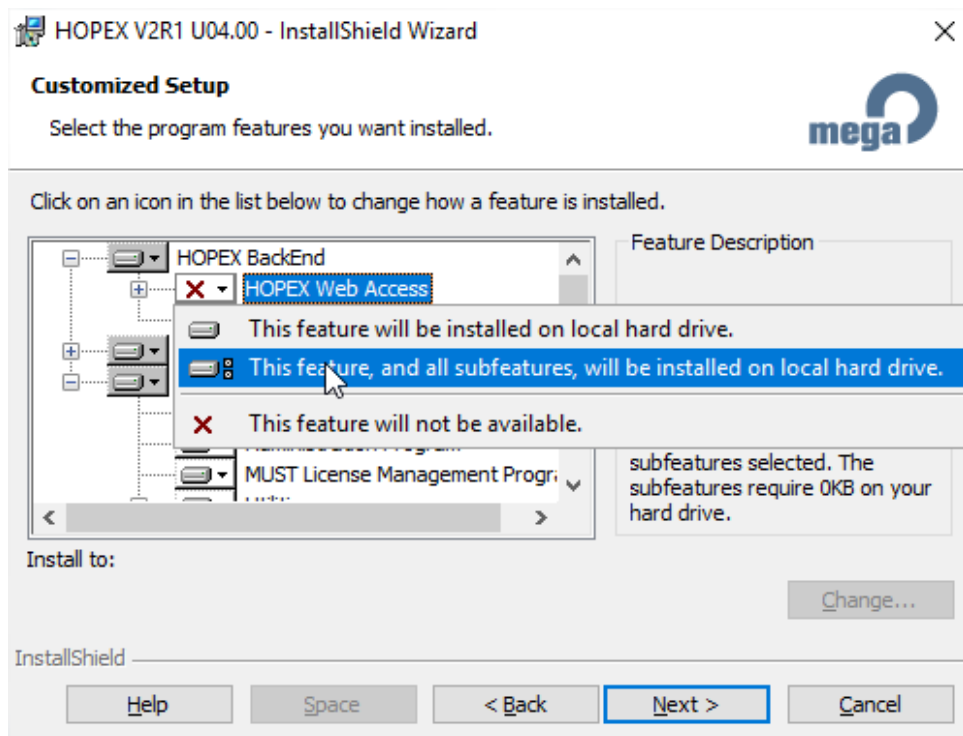 HOPEX V2R1 U04.00 - InstallShield Wizard
Customized Setup
Select the program features you want installed.
mega
Click on an icon in the list below to change how a feature is installed.
Feature Description
HOPEX BackEnd
HOPEX Web Access
This feature will be installed on local hard drive.
This feature, and all subfeatures, will be installed on local hard drive.
This feature will not be available.
MUST License Management Progr
subfeatures selected. The
subfeatures require 0KB on your
hard drive.
Install to:
Change...
InstallShield
Help
Space
< Back
Next >
Cancel